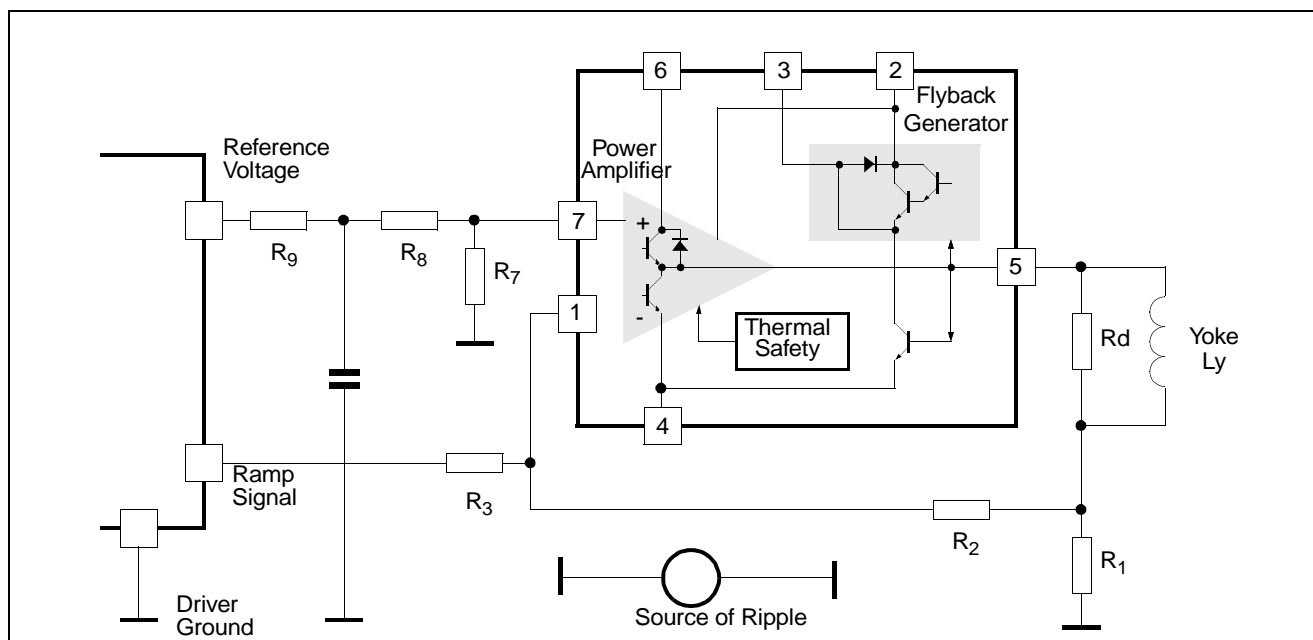 6
3
2
Flyback
Generator
Reference
Voltage
Power
Amplifier
+
7
R9
R8
R7
5
1
-
Thermal
Safety
Rd
Yoke
Ly
4
Ramp
Signal
R3
R2
R1
Driver
Ground
Source of Ripple